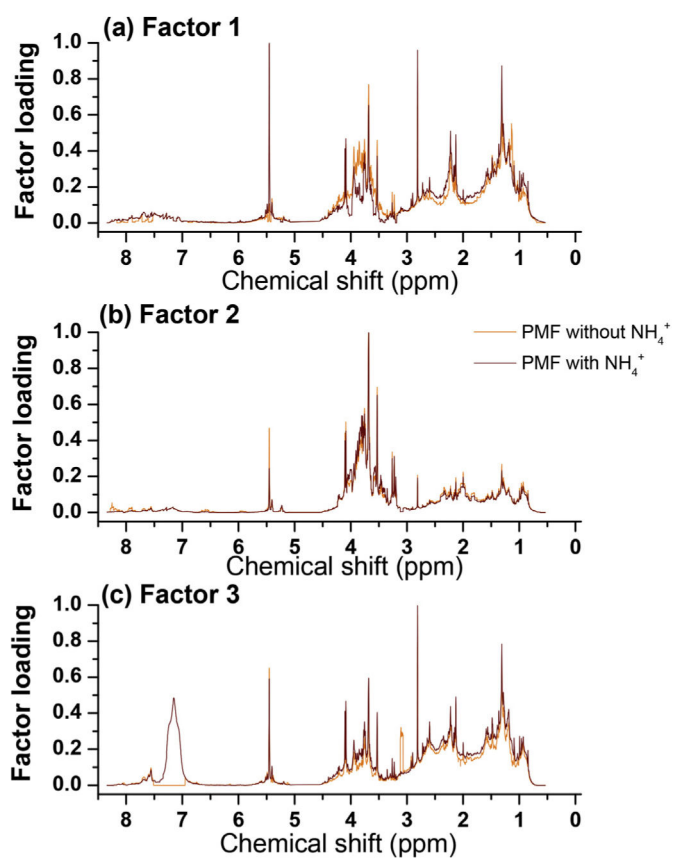 (a) Factor 1
Factor loading
1.0
0.8
0.6
0.4
0.2
0.0
8 7 6 5 4 3 2 1 0
Chemical shift (ppm)
(b) Factor 2
PMF without NH₄⁺
PMF with NH₄⁺
Factor loading
1.0
0.8
0.6
0.4
0.2
0.0
8 7 6 5 4 3 2 1 0
Chemical shift (ppm)
(c) Factor 3
Factor loading
1.0
0.8
0.6
0.4
0.2
0.0
8 7 6 5 4 3 2 1 0
Chemical shift (ppm)